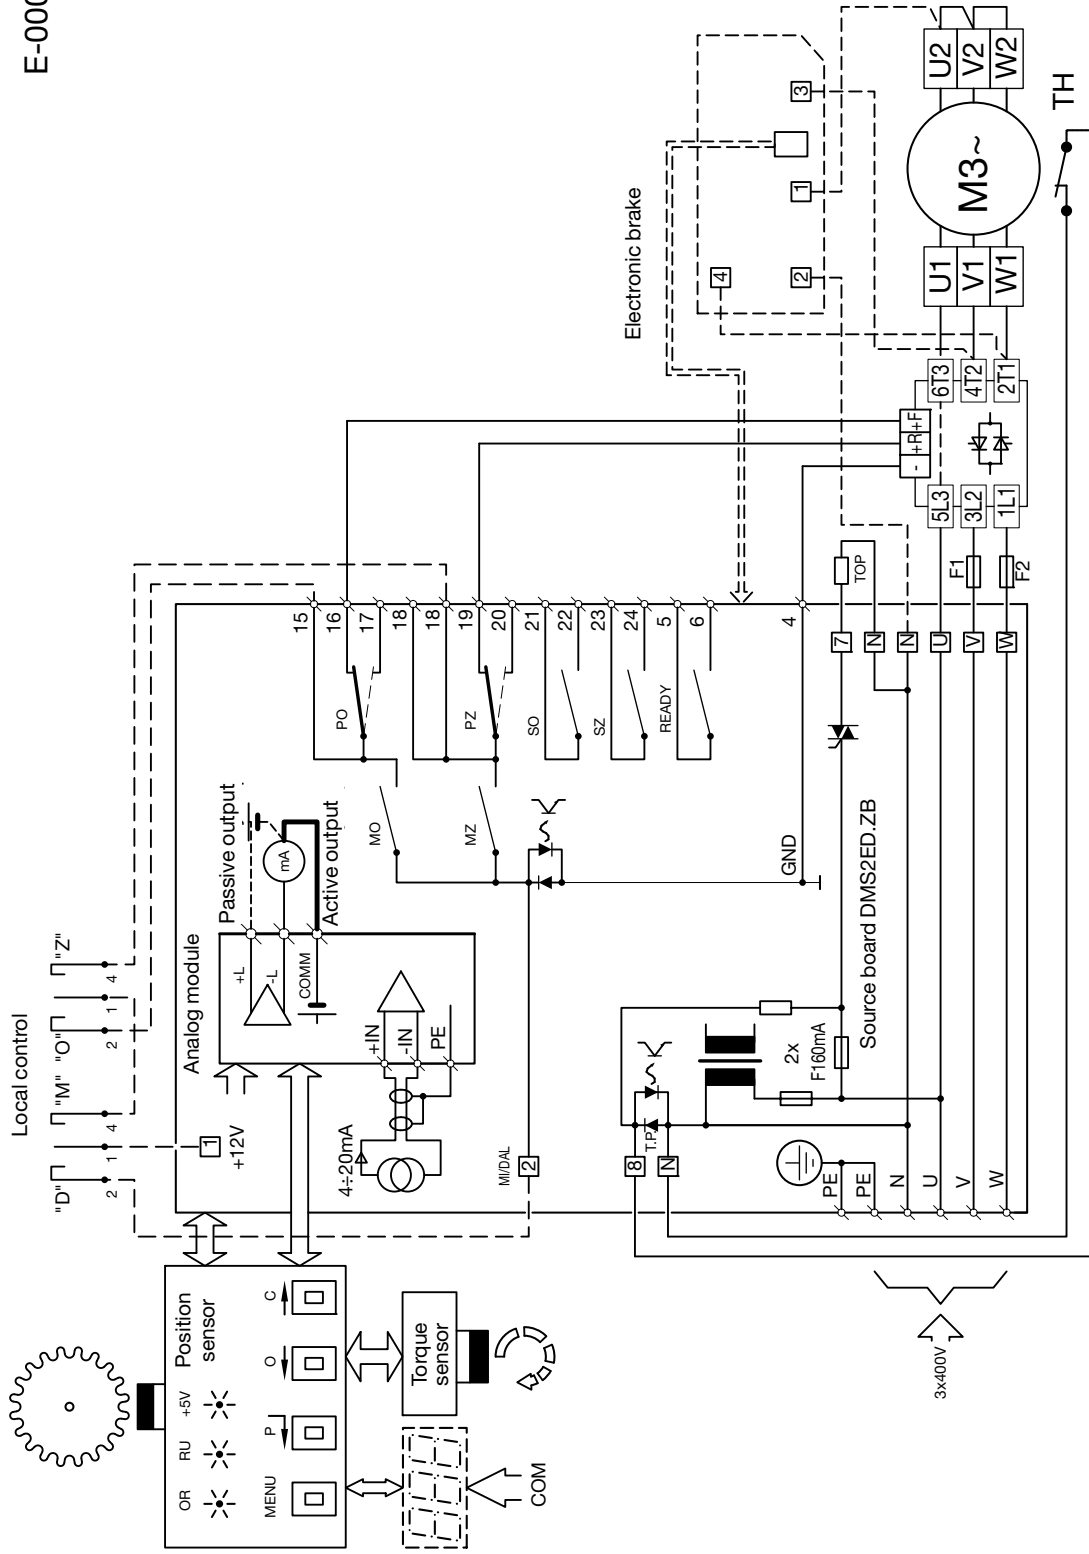 E-000
Local control
"D"
"M"
"O"
"Z"
2
1
4
2
1
4
1
+12V
Analog module
Passive output
Active output
+L
-L
COMM
mA
+IN
-IN
PE
4÷20mA
MI/DAL
2
Position
sensor
OR
RU
+5V
MENU
P
O
C
Torque
sensor
COM
MO
MZ
PO
PZ
SO
SZ
READY
15
16
17
18
18
19
20
21
22
23
24
5
6
4
GND
Source board DMS2ED.ZB
2x
F160mA
T.P.
8
N
PE
PE
N
U
V
W
3x400V
7
N
N
U
V
W
TOP
F1
F2
5L3
3L2
1L1
-
+R
+F
6T3
4T2
2T1
Electronic brake
4
2
1
3
U1
V1
W1
M3~
U2
V2
W2
TH